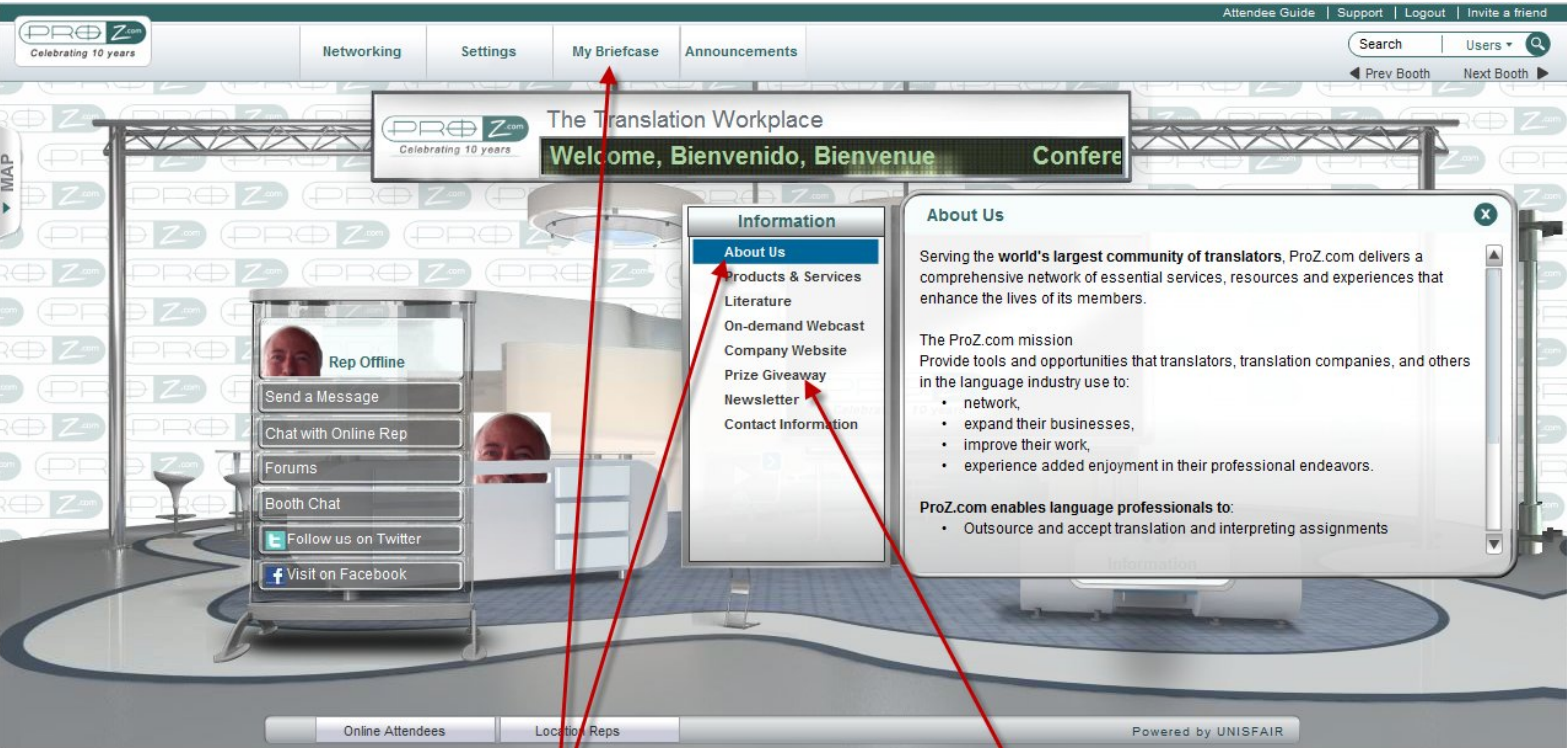 Attendee Guide | Support | Logout | Invite a friend
PROZ.com
Celebrating 10 years
Networking
Settings
My Briefcase
Announcements
Search
Users
Prev Booth
Next Booth
MAP
PROZ.com
Celebrating 10 years
The Translation Workplace
Welcome, Bienvenido, Bienvenue Confere
Rep Offline
Send a Message
Chat with Online Rep
Forums
Booth Chat
Follow us on Twitter
Visit on Facebook
Information
About Us
Products & Services
Literature
On-demand Webcast
Company Website
Prize Giveaway
Newsletter
Contact Information
About Us
Serving the world's largest community of translators, ProZ.com delivers a
comprehensive network of essential services, resources and experiences that
enhance the lives of its members.
The ProZ.com mission
Provide tools and opportunities that translators, translation companies, and others
in the language industry use to:
• network,
• expand their businesses,
• improve their work,
• experience added enjoyment in their professional endeavors.
ProZ.com enables language professionals to:
• Outsource and accept translation and interpreting assignments
Information
Online Attendees
Location Reps
Powered by UNISFAIR